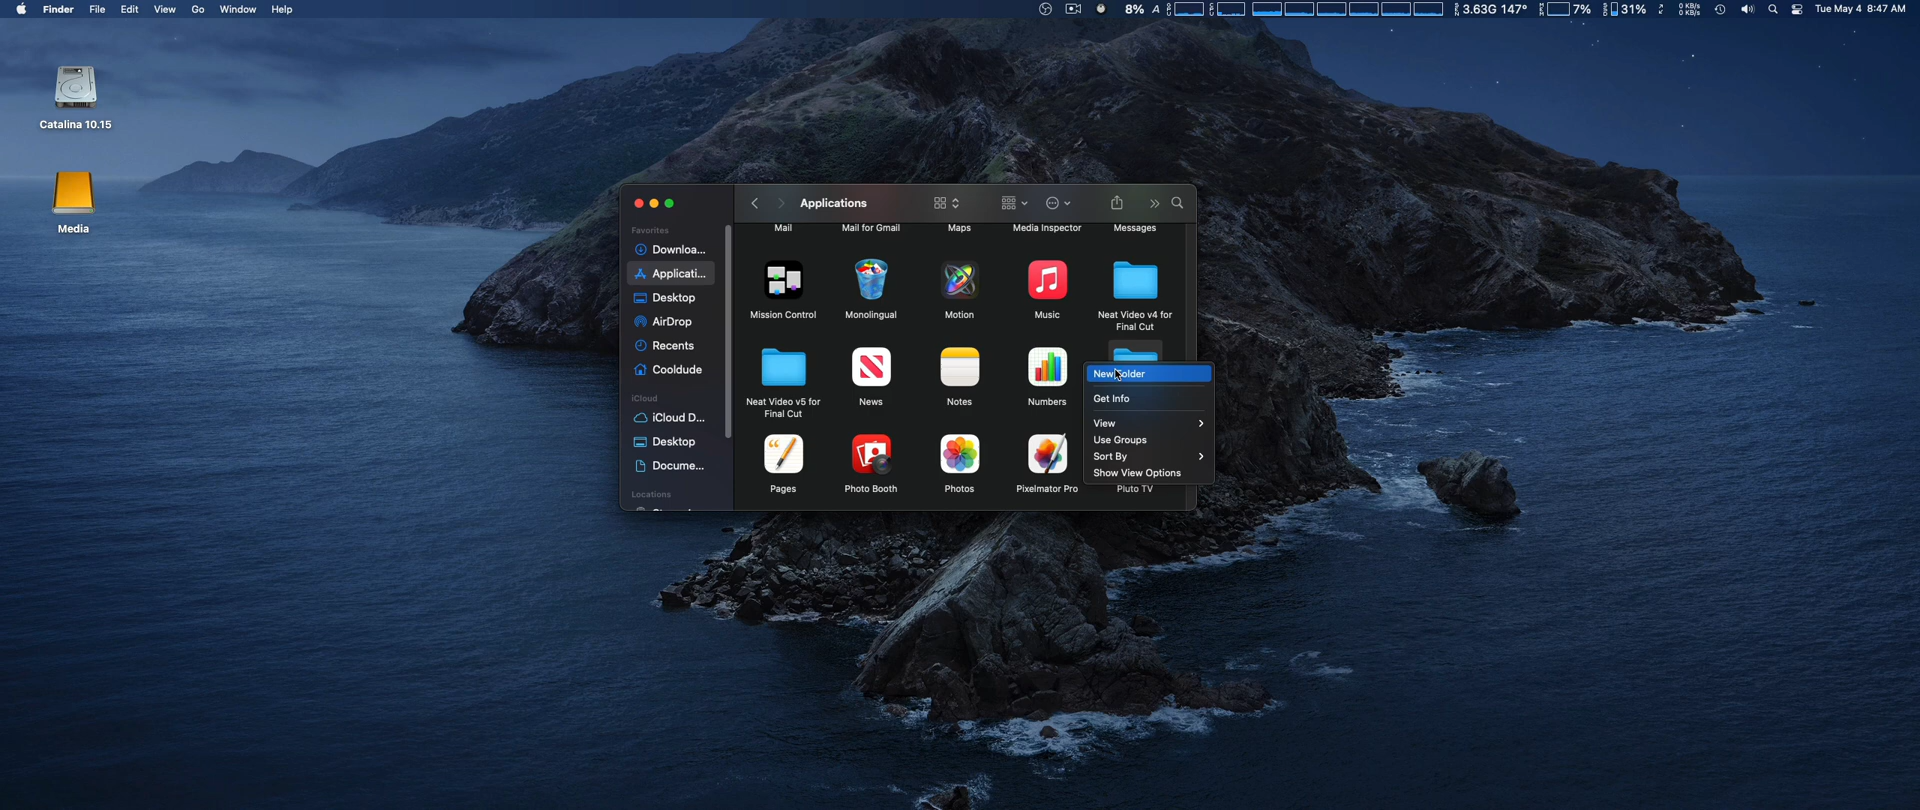 Finder File Edit View Go Window Help
8% A 3.63G 147° 7% 31% 0 KB/s 0 KB/s Tue May 4 8:47 AM
Catalina 10.15
Media
Applications
Favorites
Downloa...
Applicati...
Desktop
AirDrop
Recents
Cooldude
iCloud
iCloud D...
Desktop
Docume...
Locations
Mail Mail for Gmail Maps Media Inspector Messages
Mission Control Monolingual Motion Music Neat Video v4 for
Final Cut
Neat Video v5 for News Notes Numbers
Final Cut
Pages Photo Booth Photos Pixelmator Pro Pluto TV
New Folder
Get Info
View
Use Groups
Sort By
Show View Options